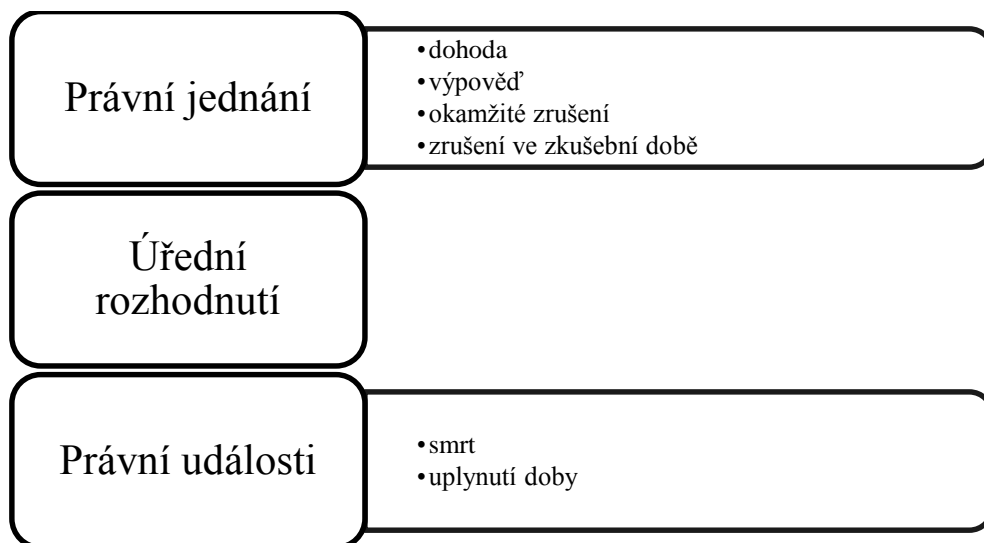 Právní jednání
•dohoda
•výpověď
•okamžité zrušení
•zrušení ve zkušební době
Úřední
rozhodnutí
Právní události
•smrt
•uplynutí doby